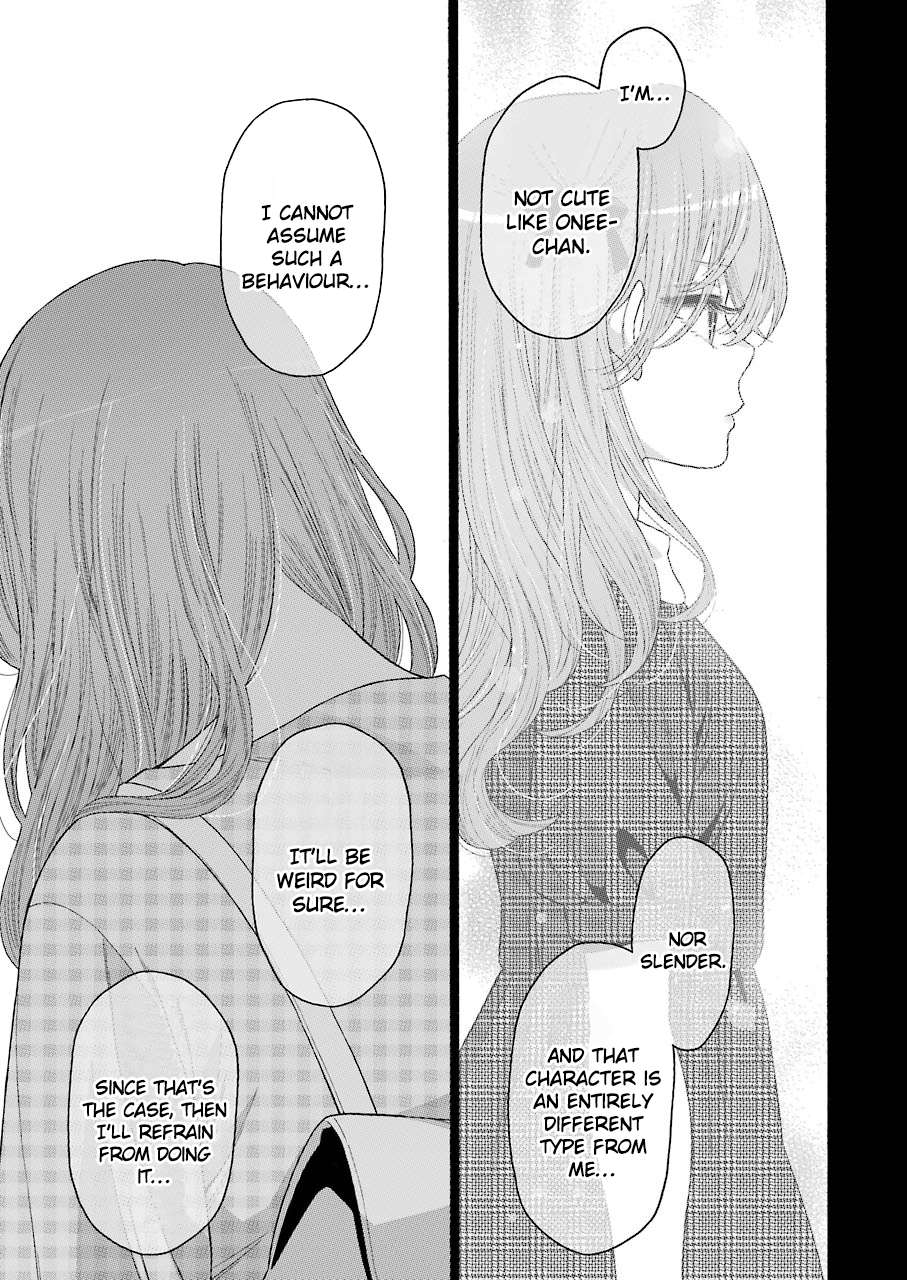 I'M...
NOT CUTE
LIKE ONEE-
CHAN.
NOR
SLENDER.
AND THAT
CHARACTER IS
AN ENTIRELY
DIFFERENT
TYPE FROM
ME...
I CANNOT
ASSUME
SUCH A
BEHAVIOUR...
IT'LL BE
WEIRD FOR
SURE...
SINCE THAT'S
THE CASE, THEN
I'LL REFRAIN
FROM DOING
IT...